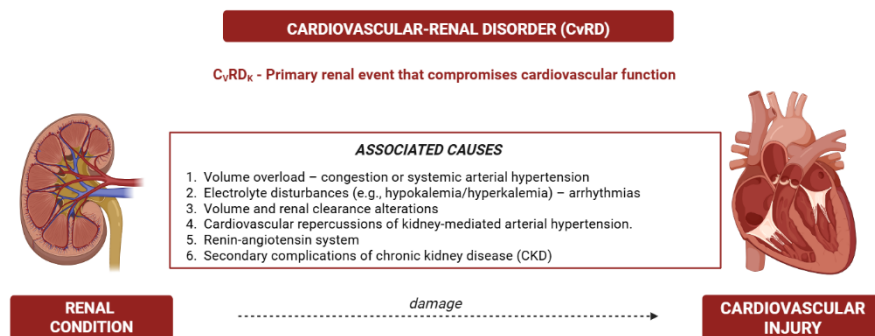 CARDIOVASCULAR-RENAL DISORDER (CvRD)
CᵥRDₖ - Primary renal event that compromises cardiovascular function
ASSOCIATED CAUSES
1. Volume overload – congestion or systemic arterial hypertension
2. Electrolyte disturbances (e.g., hypokalemia/hyperkalemia) – arrhythmias
3. Volume and renal clearance alterations
4. Cardiovascular repercussions of kidney-mediated arterial hypertension.
5. Renin-angiotensin system
6. Secondary complications of chronic kidney disease (CKD)
RENAL
CONDITION
damage
CARDIOVASCULAR
INJURY